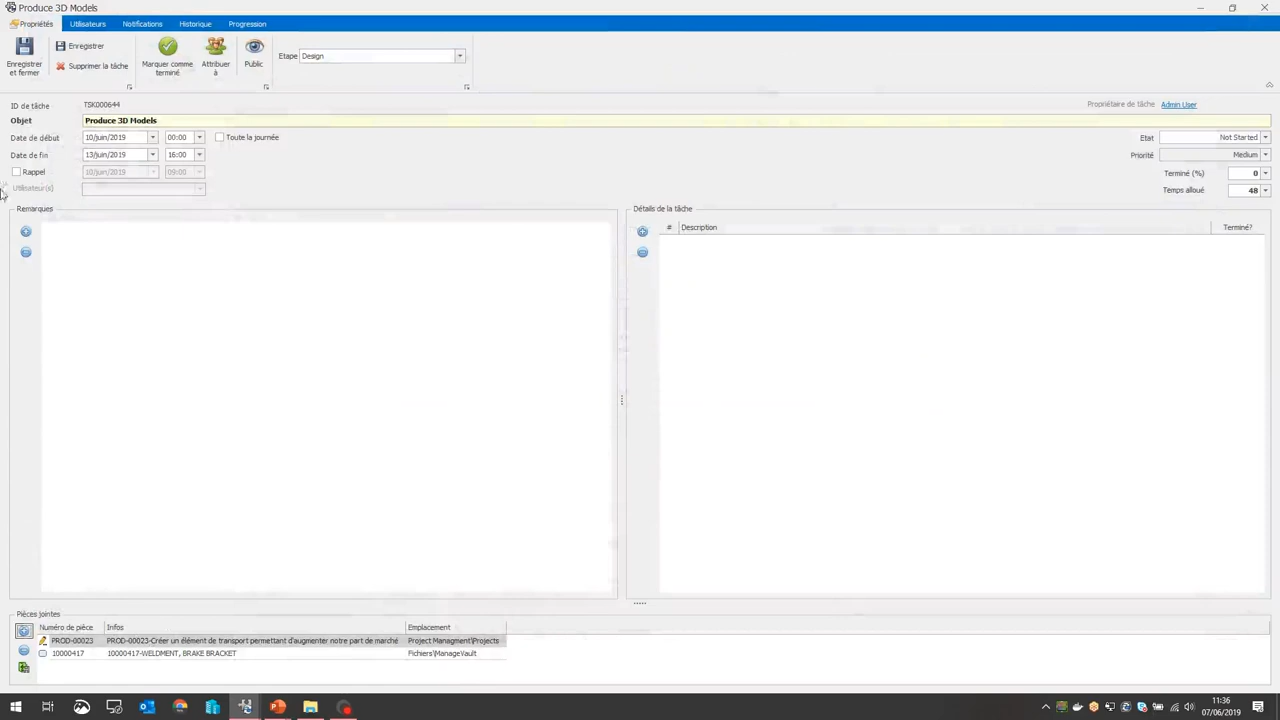 Produce 3D Models
Propriétés Utilisateurs Notifications Historique Progression
Enregistrer et fermer
Enregistrer
Supprimer la tâche
Marquer comme terminé
Attribuer à
Public
Etape Design
ID de tâche TSK000644 Propriétaire de tâche Admin User
Objet Produce 3D Models
Date de début 10/juin/2019 00:00 Toute la journée Etat Not Started
Date de fin 13/juin/2019 16:00 Priorité Medium
Rappel 10/juin/2019 09:00 Terminé (%) 0
Utilisateur(s) Temps alloué 48
Remarques Détails de la tâche
# Description Terminé?
Pièces jointes
Numéro de pièce Infos Emplacement
PROD-00023 PROD-00023-Créer un élément de transport permettant d'augmenter notre part de marché Project Managment\Projects
10000417 10000417-WELDMENT, BRAKE BRACKET Fichiers\ManageVault
11:36
07/06/2019